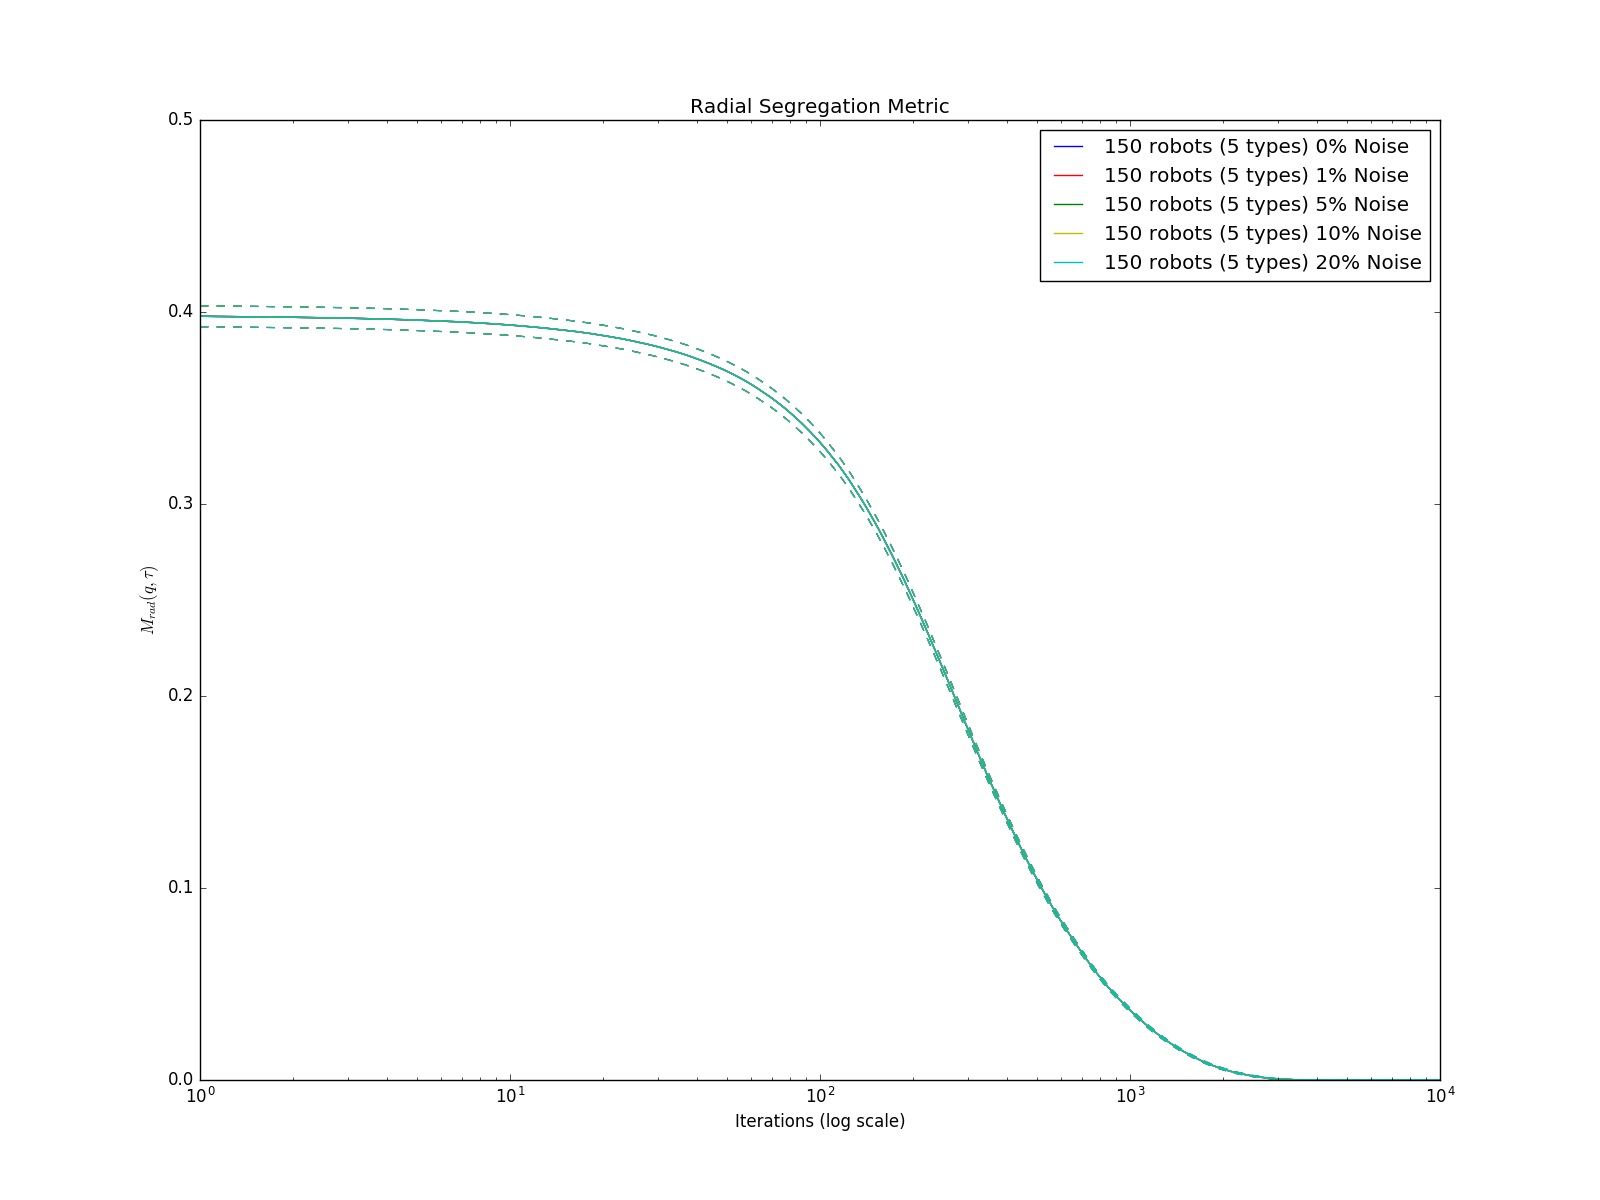 Radial Segregation Metric
0.5
0.4
0.3
0.2
0.1
0.0
M_{rad}(q, τ)
150 robots (5 types) 0% Noise
150 robots (5 types) 1% Noise
150 robots (5 types) 5% Noise
150 robots (5 types) 10% Noise
150 robots (5 types) 20% Noise
10^0 10^1 10^2 10^3 10^4
Iterations (log scale)